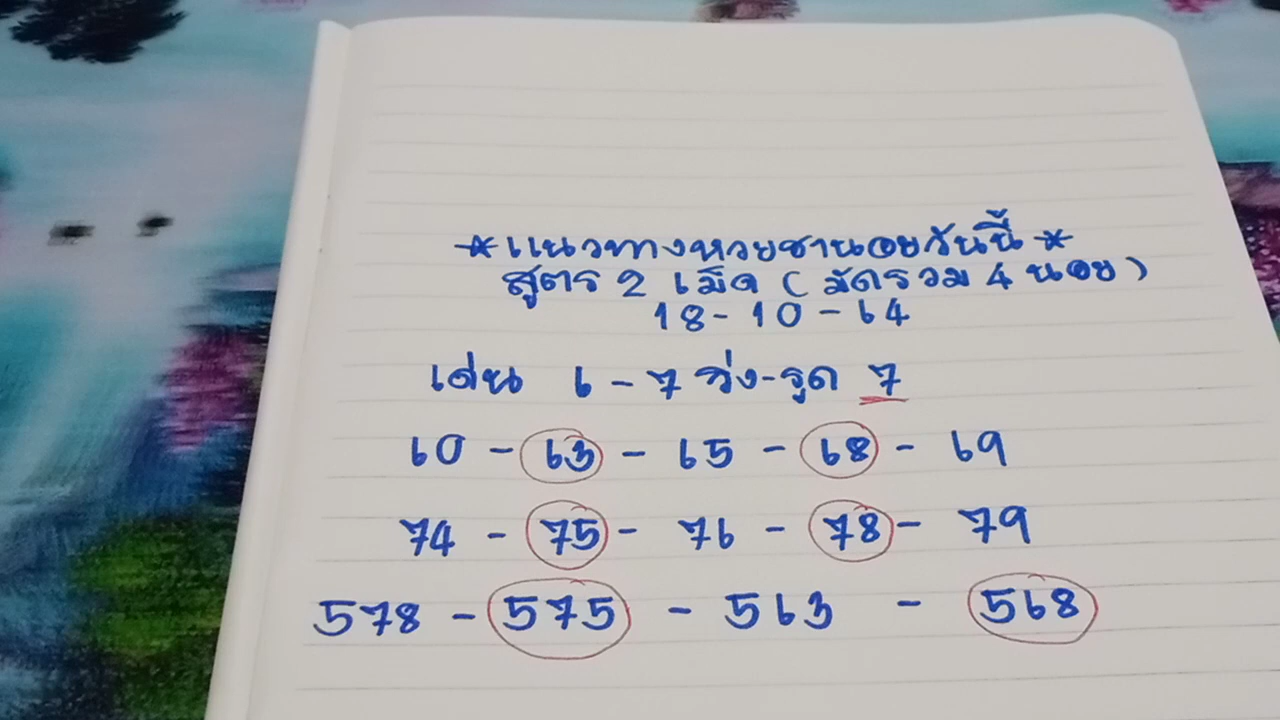 *แนวทางหวยฮานอยวันนี้*
สูตร 2 เม็ด ( มัดรวม 4 นอย )
18-10-64
เด่น 6-7 วิ่ง-รูด 7
60 - 63 - 65 - 68 - 69
74 - 75 - 76 - 78 - 79
578 - 575 - 563 - 568